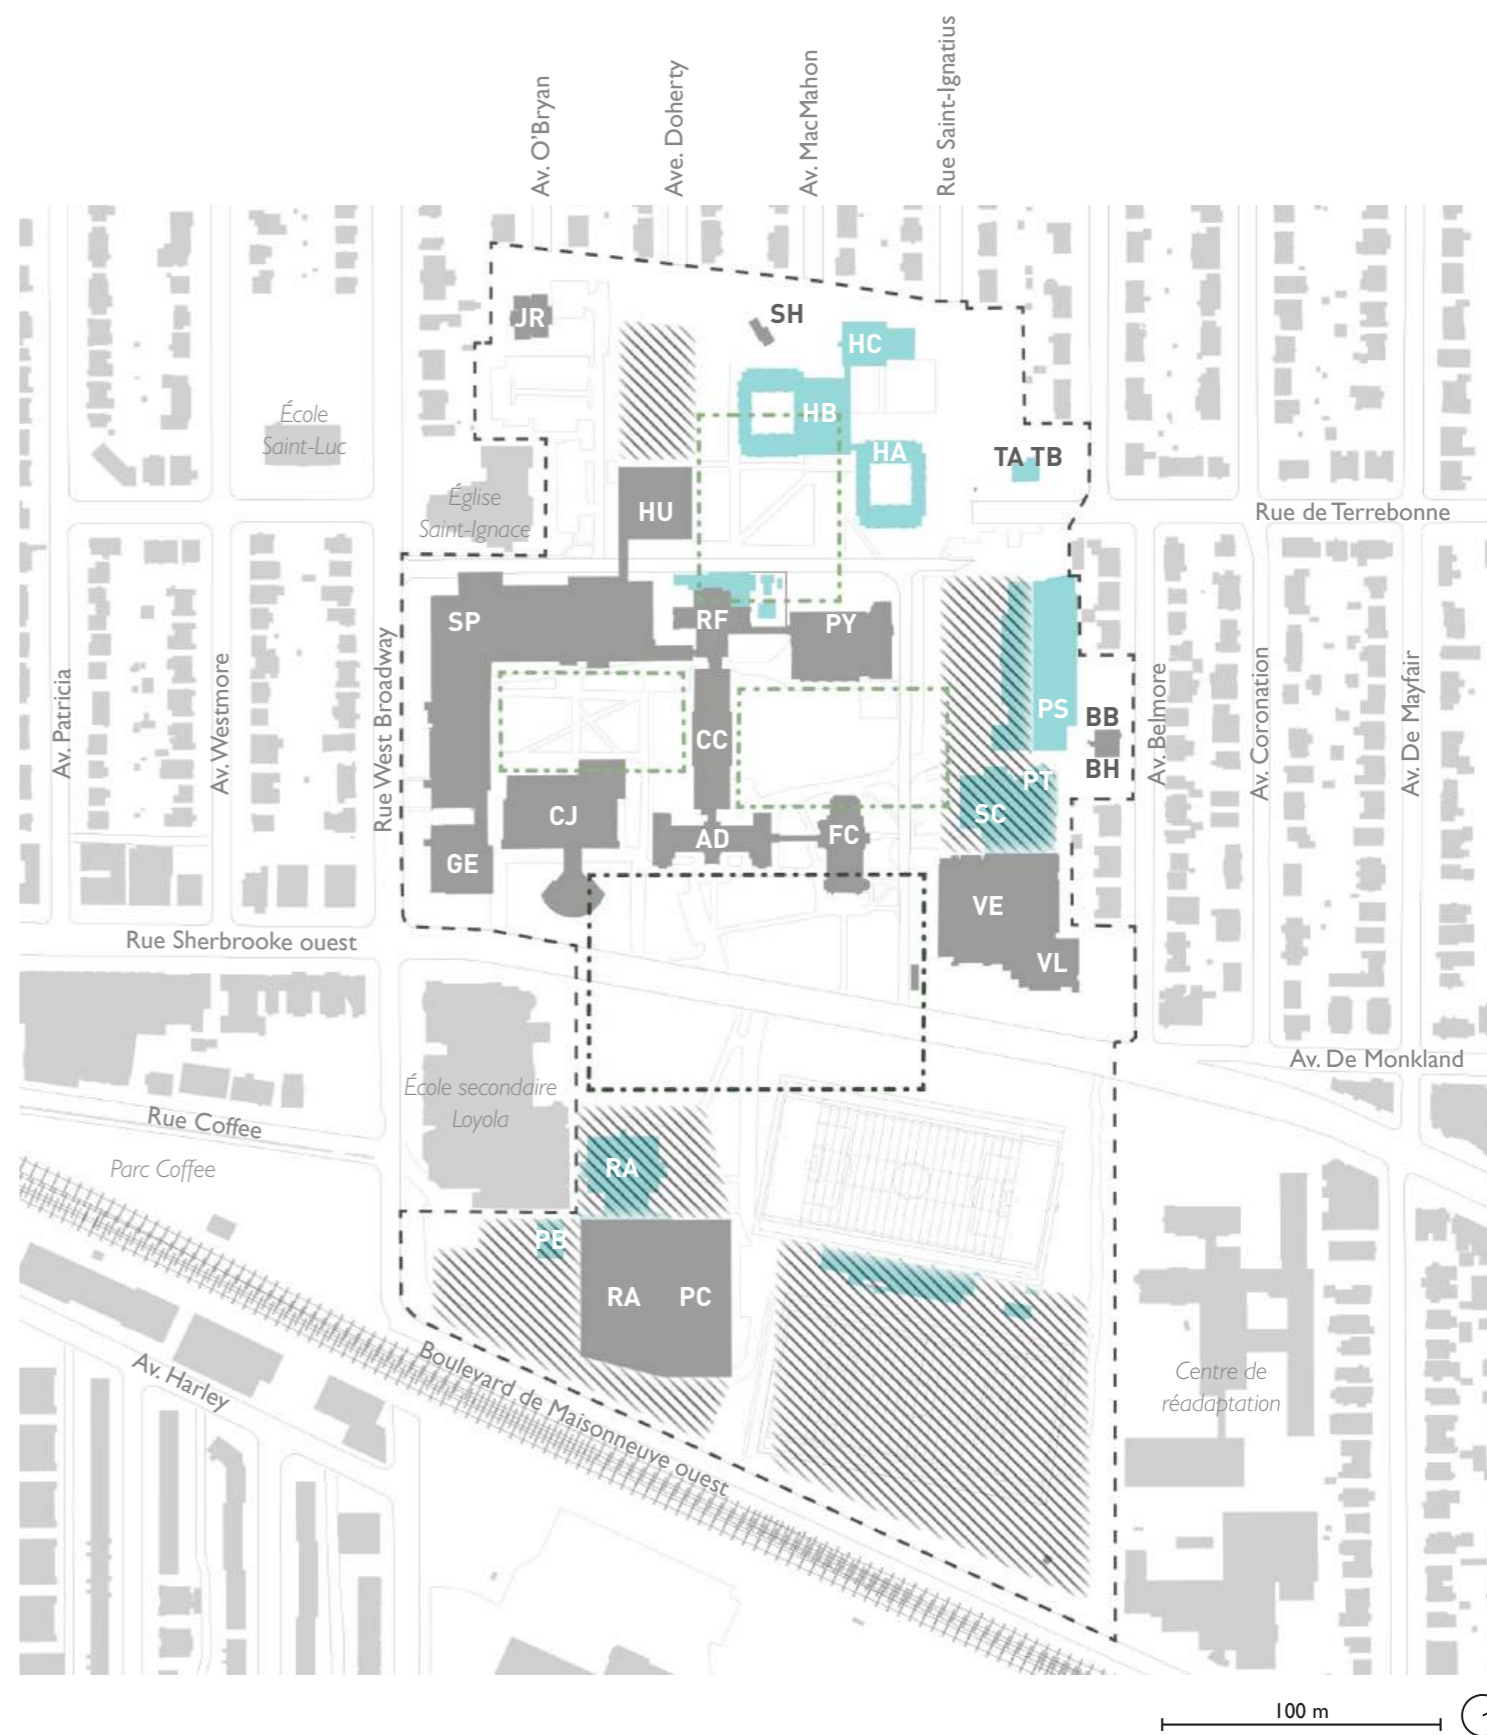 Av. O'Bryan
Ave. Doherty
Av. MacMahon
Rue Saint-Ignatius
JR
SH
HC
HB
HA
École
Saint-Luc
TA TB
Église
Saint-Ignace
HU
Rue de Terrebonne
SP
RF
PY
Av. Patricia
Av. Westmore
Rue West Broadway
CC
PS
BB
BH
Av. Belmore
Av. Coronation
Av. De Mayfair
PT
SC
CJ
AD
FC
GE
VE
VL
Rue Sherbrooke ouest
Av. De Monkland
École secondaire
Loyola
Rue Coffee
Parc Coffee
RA
PB
RA PC
Av. Harley
Boulevard de Maisonneuve ouest
Centre de
réadaptation
100 m